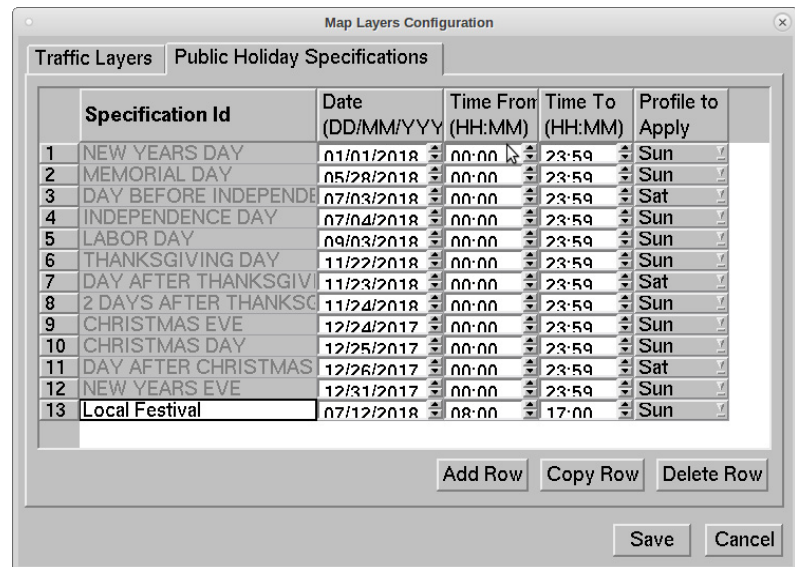 Map Layers Configuration
Traffic Layers Public Holiday Specifications
Specification Id Date (DD/MM/YYY Time From (HH:MM) Time To (HH:MM) Profile to Apply
1 NEW YEARS DAY 01/01/2018 00:00 23:59 Sun
2 MEMORIAL DAY 05/28/2018 00:00 23:59 Sun
3 DAY BEFORE INDEPENDE 07/03/2018 00:00 23:59 Sat
4 INDEPENDENCE DAY 07/04/2018 00:00 23:59 Sun
5 LABOR DAY 09/03/2018 00:00 23:59 Sun
6 THANKSGIVING DAY 11/22/2018 00:00 23:59 Sun
7 DAY AFTER THANKSGIVI 11/23/2018 00:00 23:59 Sat
8 2 DAYS AFTER THANKSG 11/24/2018 00:00 23:59 Sun
9 CHRISTMAS EVE 12/24/2017 00:00 23:59 Sun
10 CHRISTMAS DAY 12/25/2017 00:00 23:59 Sun
11 DAY AFTER CHRISTMAS 12/26/2017 00:00 23:59 Sat
12 NEW YEARS EVE 12/31/2017 00:00 23:59 Sun
13 Local Festival 07/12/2018 08:00 17:00 Sun
Add Row Copy Row Delete Row
Save Cancel